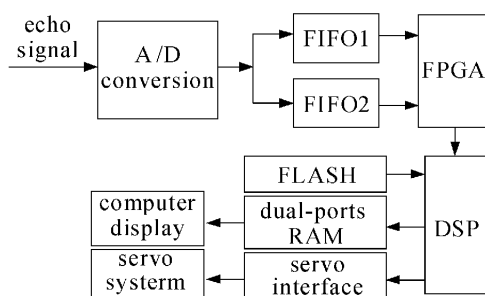 echo
signal
A/D
conversion
FIFO1
FIFO2
FPGA
FLASH
DSP
computer
display
dual-ports
RAM
servo
systerm
servo
interface